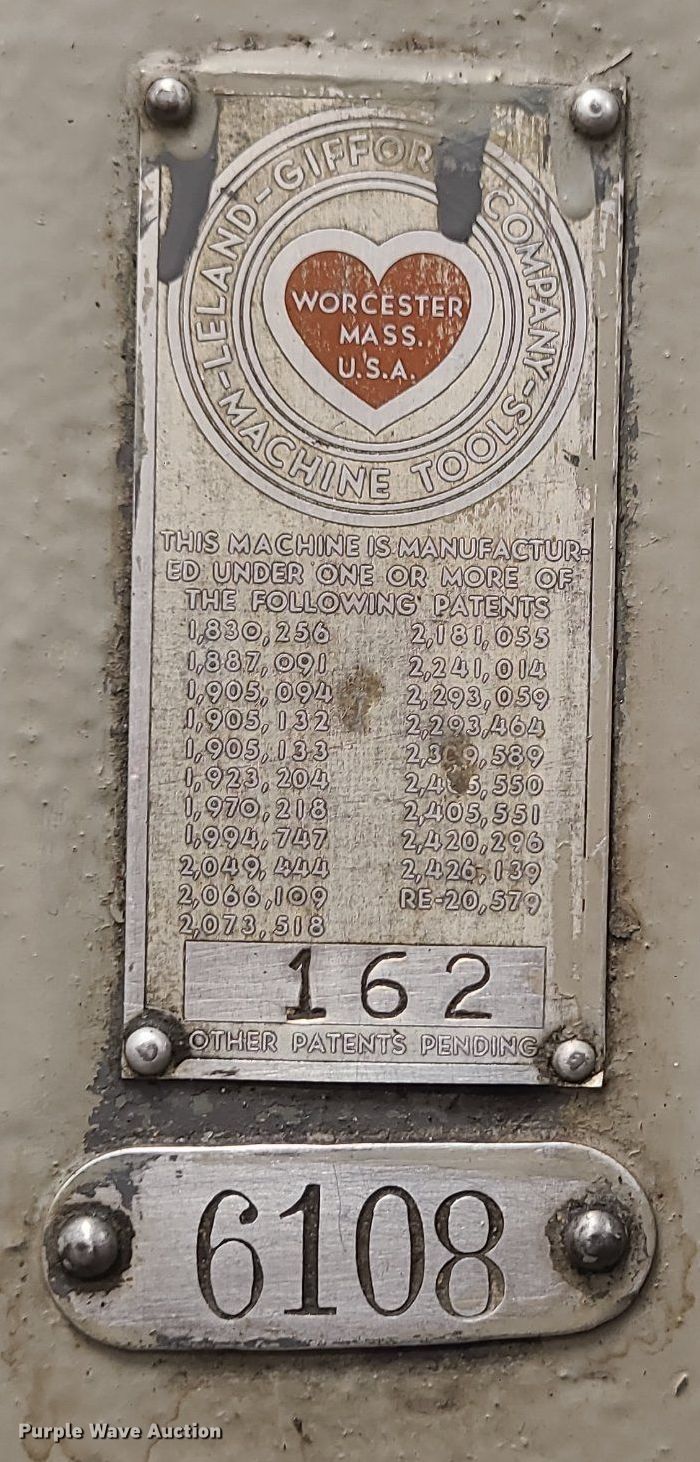 LELAND-GIFFOR COMPANY-
-MACHINE TOOLS-
WORCESTER
MASS.
U.S.A.
THIS MACHINE IS MANUFACTUR-
ED UNDER ONE OR MORE OF
THE FOLLOWING PATENTS
1,830,256 2,181,055
1,887,091 2,241,014
1,905,094 2,293,059
1,905,132 2,293,464
1,905,133
1,923,204
1,970,218 2,405,551
1,994,747 2,420,296
2,049,444 2,426,139
2,066,109 RE-20,579
2,073,518
162
OTHER PATENTS PENDING
6108
Purple Wave Auction